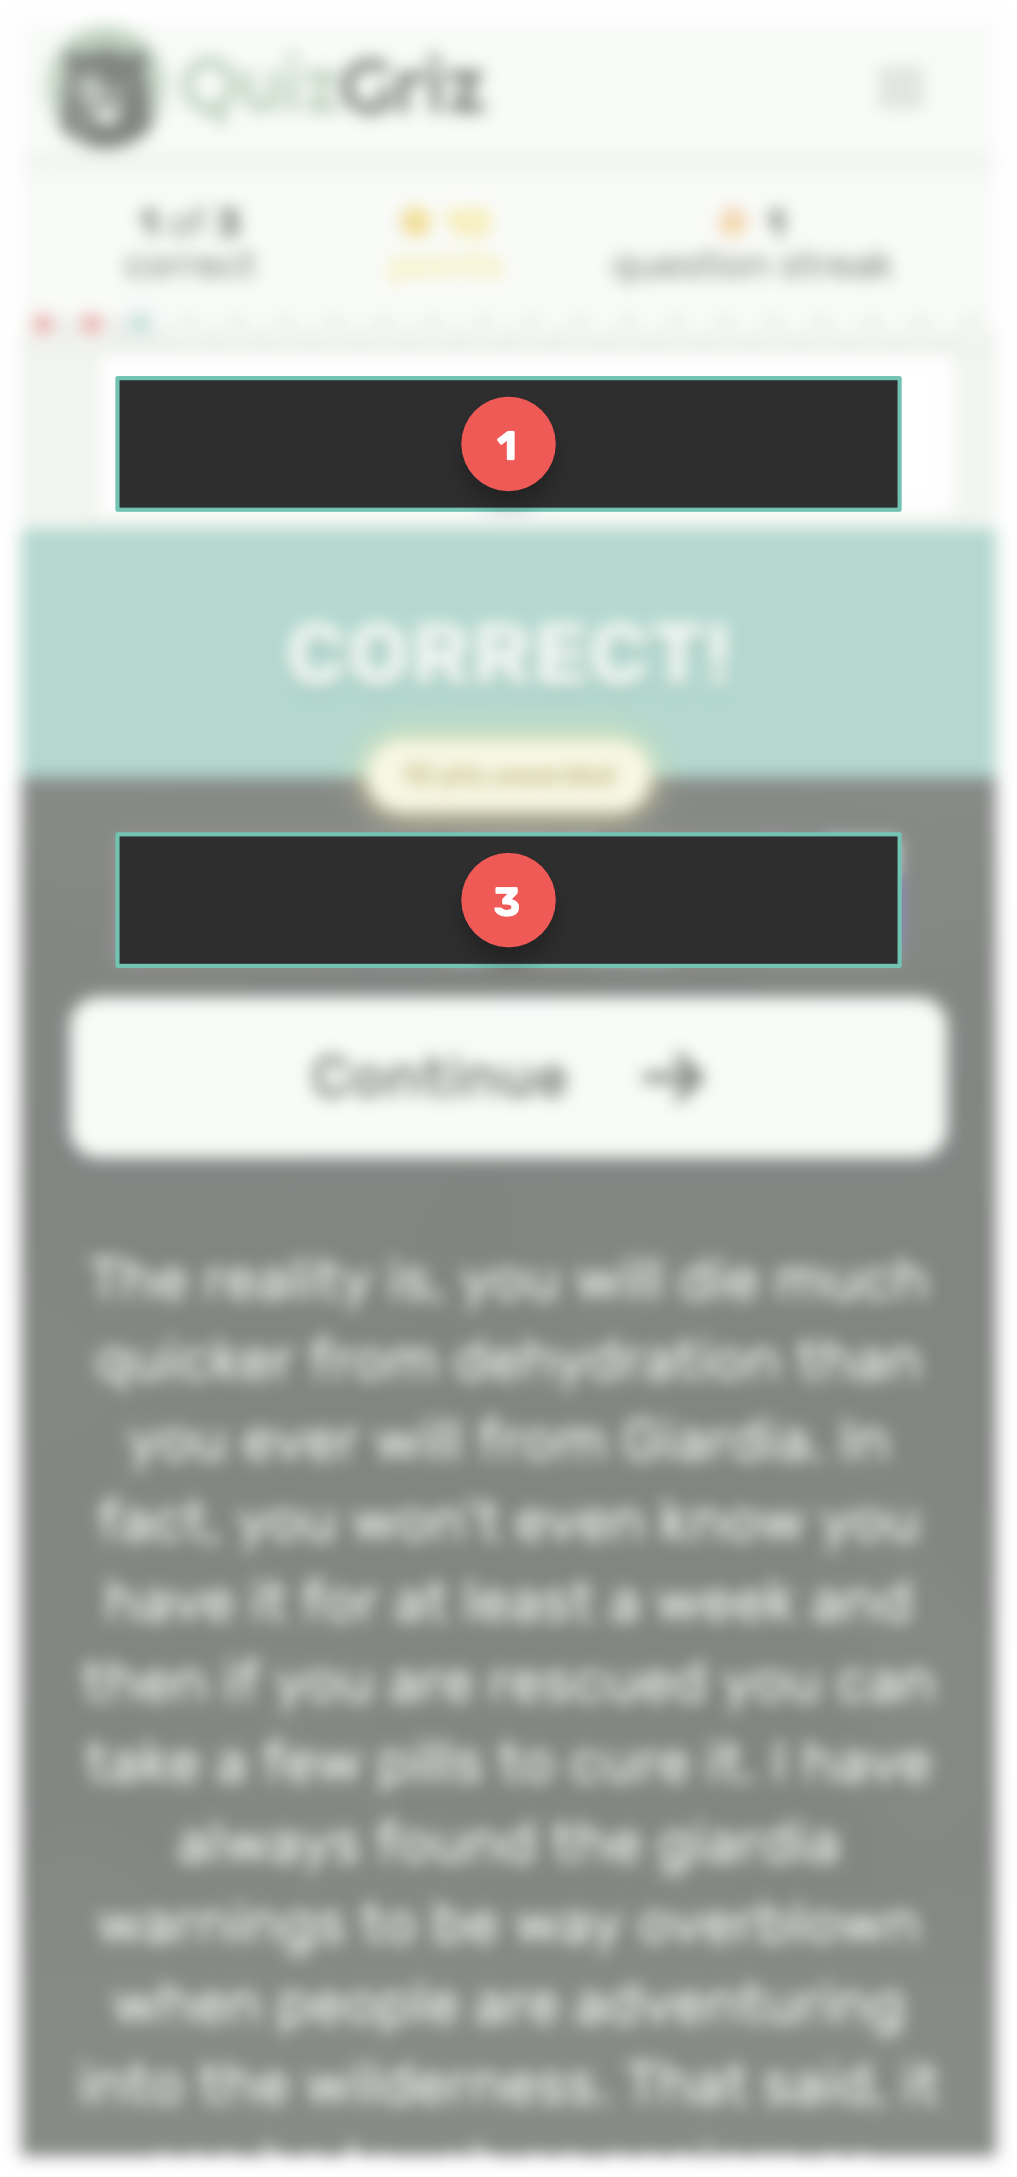 QuizGriz
1 of 3
correct
10
points
1
question streak
1
CORRECT!
10 pts awarded
3
Continue →
The reality is, you will die much
quicker from dehydration than
you ever will from Giardia. In
fact, you won't even know you
have it for at least a week and
then if you are rescued you can
take a few pills to cure it. I have
always found the giardia
warnings to be way overblown
when people are adventuring
into the wilderness. That said, it